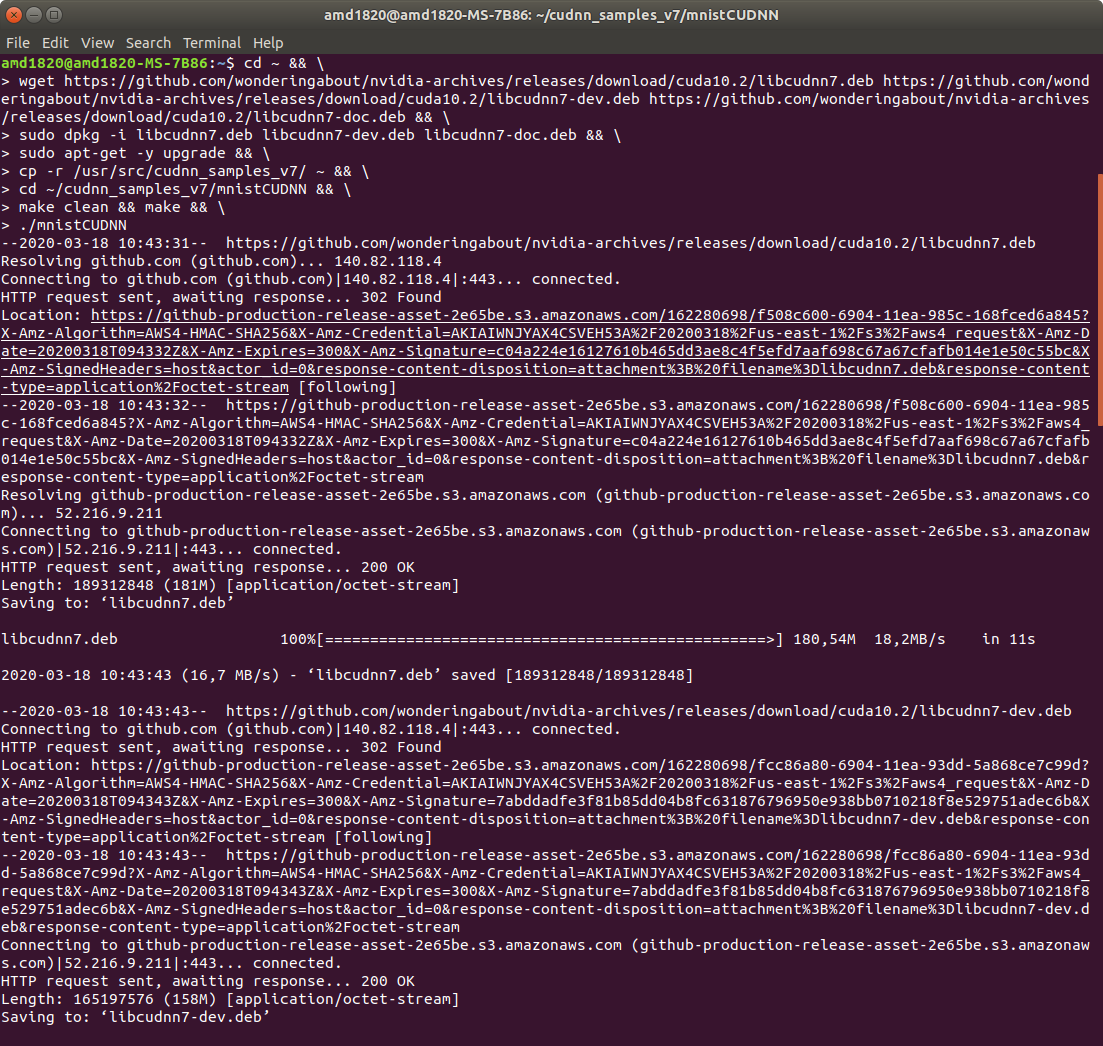 amd1820@amd1820-MS-7B86: ~/cudnn_samples_v7/mnistCUDNN
File Edit View Search Terminal Help
amd1820@amd1820-MS-7B86:~$ cd ~ && \
> wget https://github.com/wonderingabout/nvidia-archives/releases/download/cuda10.2/libcudnn7.deb https://github.com/wond
eringabout/nvidia-archives/releases/download/cuda10.2/libcudnn7-dev.deb https://github.com/wonderingabout/nvidia-archives
/releases/download/cuda10.2/libcudnn7-doc.deb && \
> sudo dpkg -i libcudnn7.deb libcudnn7-dev.deb libcudnn7-doc.deb && \
> sudo apt-get -y upgrade && \
> cp -r /usr/src/cudnn_samples_v7/ ~ && \
> cd ~/cudnn_samples_v7/mnistCUDNN && \
> make clean && make && \
> ./mnistCUDNN
--2020-03-18 10:43:31--  https://github.com/wonderingabout/nvidia-archives/releases/download/cuda10.2/libcudnn7.deb
Resolving github.com (github.com)... 140.82.118.4
Connecting to github.com (github.com)|140.82.118.4|:443... connected.
HTTP request sent, awaiting response... 302 Found
Location: https://github-production-release-asset-2e65be.s3.amazonaws.com/162280698/f508c600-6904-11ea-985c-168fced6a845?
X-Amz-Algorithm=AWS4-HMAC-SHA256&X-Amz-Credential=AKIAIWNJYAX4CSVEH53A%2F20200318%2Fus-east-1%2Fs3%2Faws4_request&X-Amz-D
ate=20200318T094332Z&X-Amz-Expires=300&X-Amz-Signature=c04a224e16127610b465dd3ae8c4f5efd7aaf698c67a67cfafb014e1e50c55bc&X
-Amz-SignedHeaders=host&actor_id=0&response-content-disposition=attachment%3B%20filename%3Dlibcudnn7.deb&response-content
-type=application%2Foctet-stream [following]
--2020-03-18 10:43:32--  https://github-production-release-asset-2e65be.s3.amazonaws.com/162280698/f508c600-6904-11ea-985
c-168fced6a845?X-Amz-Algorithm=AWS4-HMAC-SHA256&X-Amz-Credential=AKIAIWNJYAX4CSVEH53A%2F20200318%2Fus-east-1%2Fs3%2Faws4_
request&X-Amz-Date=20200318T094332Z&X-Amz-Expires=300&X-Amz-Signature=c04a224e16127610b465dd3ae8c4f5efd7aaf698c67a67cfafb
014e1e50c55bc&X-Amz-SignedHeaders=host&actor_id=0&response-content-disposition=attachment%3B%20filename%3Dlibcudnn7.deb&r
esponse-content-type=application%2Foctet-stream
Resolving github-production-release-asset-2e65be.s3.amazonaws.com (github-production-release-asset-2e65be.s3.amazonaws.co
m)... 52.216.9.211
Connecting to github-production-release-asset-2e65be.s3.amazonaws.com (github-production-release-asset-2e65be.s3.amazonaw
s.com)|52.216.9.211|:443... connected.
HTTP request sent, awaiting response... 200 OK
Length: 189312848 (181M) [application/octet-stream]
Saving to: ‘libcudnn7.deb’
libcudnn7.deb 100%[=================================================>] 180,54M 18,2MB/s in 11s
2020-03-18 10:43:43 (16,7 MB/s) - ‘libcudnn7.deb’ saved [189312848/189312848]
--2020-03-18 10:43:43--  https://github.com/wonderingabout/nvidia-archives/releases/download/cuda10.2/libcudnn7-dev.deb
Connecting to github.com (github.com)|140.82.118.4|:443... connected.
HTTP request sent, awaiting response... 302 Found
Location: https://github-production-release-asset-2e65be.s3.amazonaws.com/162280698/fcc86a80-6904-11ea-93dd-5a868ce7c99d?
X-Amz-Algorithm=AWS4-HMAC-SHA256&X-Amz-Credential=AKIAIWNJYAX4CSVEH53A%2F20200318%2Fus-east-1%2Fs3%2Faws4_request&X-Amz-D
ate=20200318T094343Z&X-Amz-Expires=300&X-Amz-Signature=7abddadfe3f81b85dd04b8fc631876796950e938bb0710218f8e529751adec6b&X
-Amz-SignedHeaders=host&actor_id=0&response-content-disposition=attachment%3B%20filename%3Dlibcudnn7-dev.deb&response-con
tent-type=application%2Foctet-stream [following]
--2020-03-18 10:43:43--  https://github-production-release-asset-2e65be.s3.amazonaws.com/162280698/fcc86a80-6904-11ea-93d
d-5a868ce7c99d?X-Amz-Algorithm=AWS4-HMAC-SHA256&X-Amz-Credential=AKIAIWNJYAX4CSVEH53A%2F20200318%2Fus-east-1%2Fs3%2Faws4_
request&X-Amz-Date=20200318T094343Z&X-Amz-Expires=300&X-Amz-Signature=7abddadfe3f81b85dd04b8fc631876796950e938bb0710218f8
e529751adec6b&X-Amz-SignedHeaders=host&actor_id=0&response-content-disposition=attachment%3B%20filename%3Dlibcudnn7-dev.d
eb&response-content-type=application%2Foctet-stream
Connecting to github-production-release-asset-2e65be.s3.amazonaws.com (github-production-release-asset-2e65be.s3.amazonaw
s.com)|52.216.9.211|:443... connected.
HTTP request sent, awaiting response... 200 OK
Length: 165197576 (158M) [application/octet-stream]
Saving to: ‘libcudnn7-dev.deb’